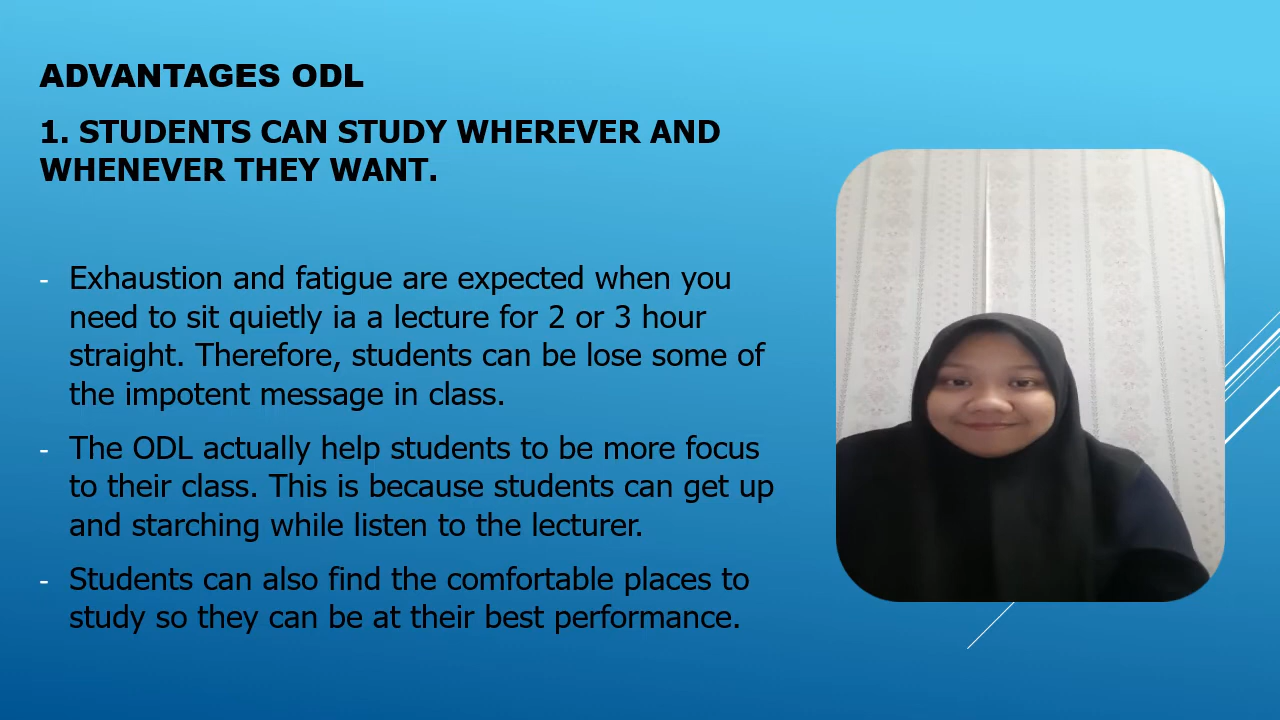 ADVANTAGES ODL
1. STUDENTS CAN STUDY WHEREVER AND
WHENEVER THEY WANT.
- Exhaustion and fatigue are expected when you
need to sit quietly ia a lecture for 2 or 3 hour
straight. Therefore, students can be lose some of
the impotent message in class.
- The ODL actually help students to be more focus
to their class. This is because students can get up
and starching while listen to the lecturer.
- Students can also find the comfortable places to
study so they can be at their best performance.